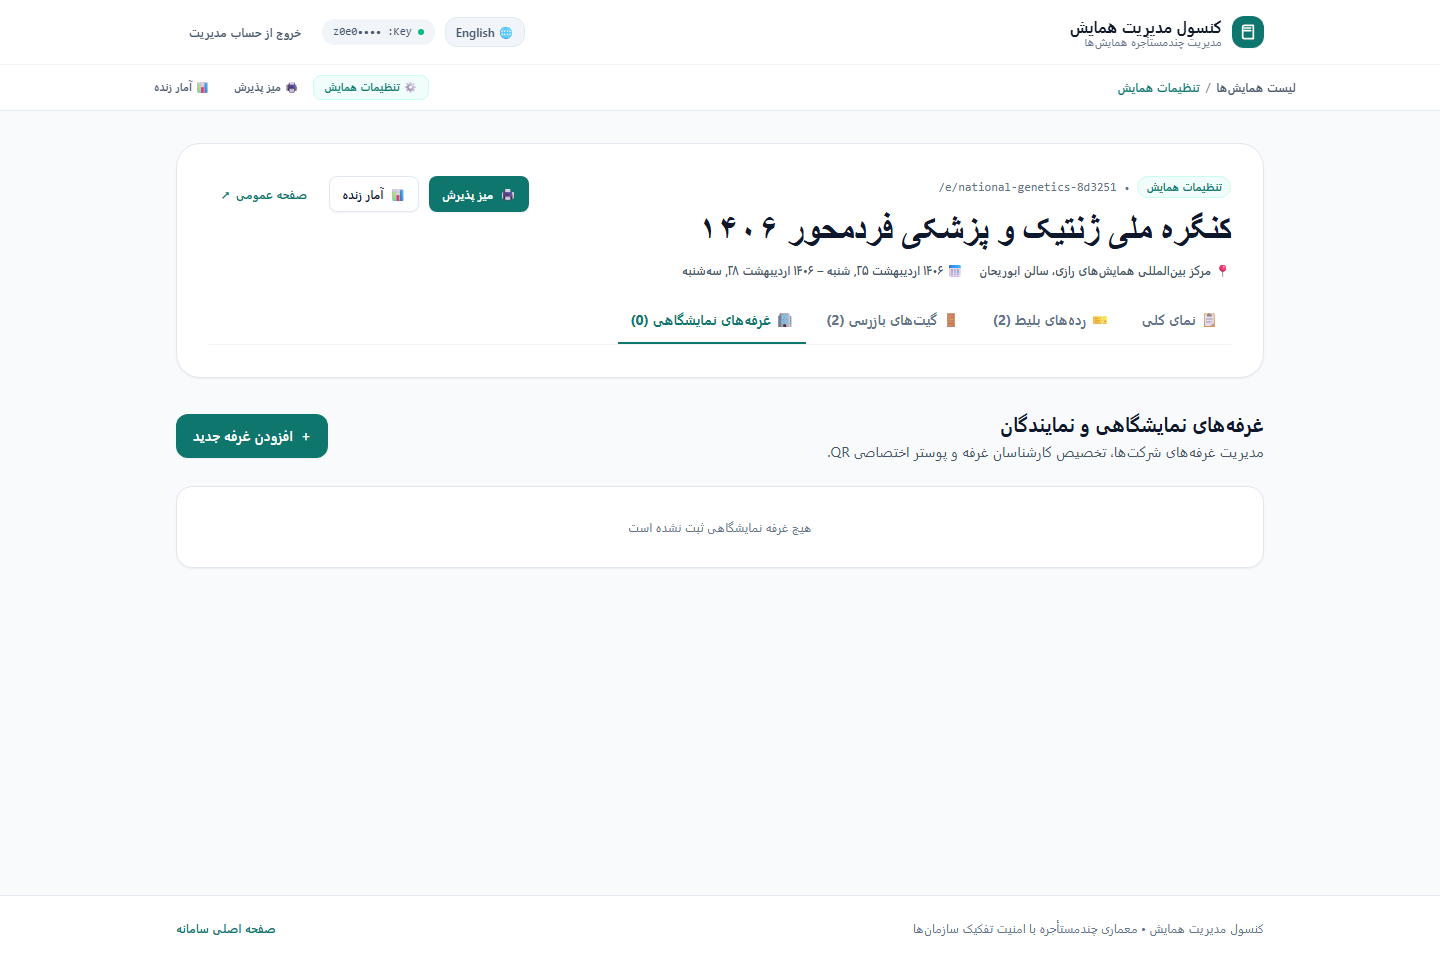 کنسول مدیریت همایش
مدیریت چندمستأجره همایش‌ها
English
Key: ••••z0e0
خروج از حساب مدیریت
لیست همایش‌ها / تنظیمات همایش
تنظیمات همایش
میز پذیرش
آمار زنده
تنظیمات همایش • /e/national-genetics-8d3251
میز پذیرش
آمار زنده
صفحه عمومی ↗
کنگره ملی ژنتیک و پزشکی فردمحور ۱۴۰۶
مرکز بین‌المللی همایش‌های رازی، سالن ابوریحان
۱۴۰۶ اردیبهشت ۲۵, شنبه – ۱۴۰۶ اردیبهشت ۲۸, سه‌شنبه
نمای کلی
رده‌های بلیط (2)
گیت‌های بازرسی (2)
غرفه‌های نمایشگاهی (0)
غرفه‌های نمایشگاهی و نمایندگان
مدیریت غرفه‌های شرکت‌ها، تخصیص کارشناسان غرفه و پوستر اختصاصی QR.
+ افزودن غرفه جدید
هیچ غرفه نمایشگاهی ثبت نشده است
کنسول مدیریت همایش • معماری چندمستأجره با امنیت تفکیک سازمان‌ها
صفحه اصلی سامانه